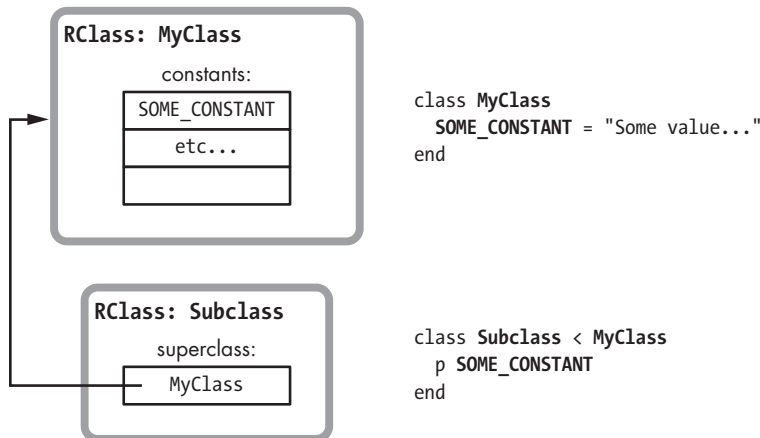 RClass: MyClass
constants:
SOME_CONSTANT
etc...
class MyClass
  SOME_CONSTANT = "Some value..."
end
RClass: Subclass
superclass:
MyClass
class Subclass < MyClass
  p SOME_CONSTANT
end